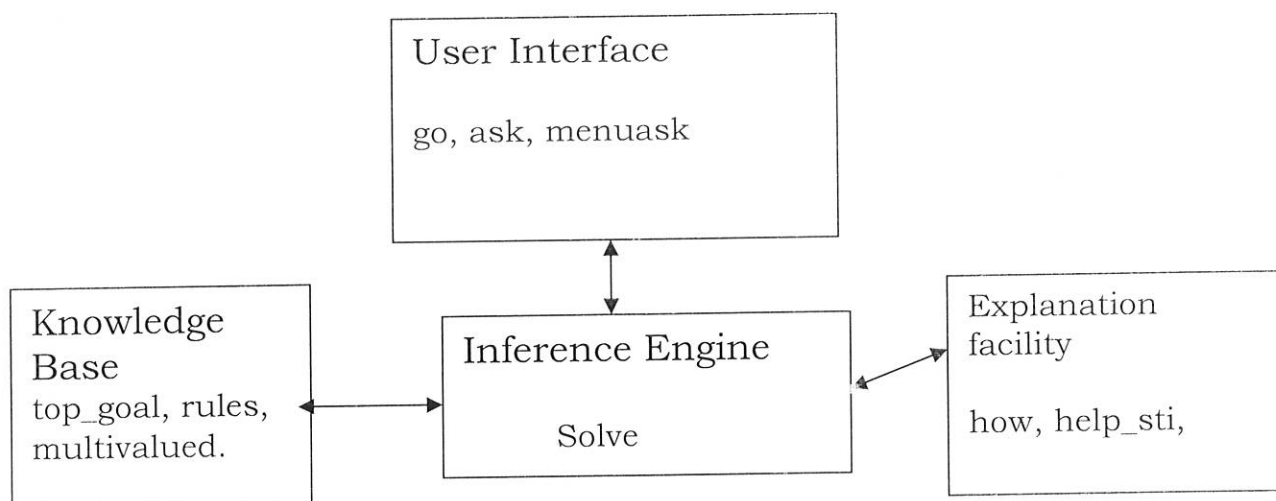 User Interface
go, ask, menuask
Knowledge
Base
top_goal, rules,
multivalued.
Inference Engine
Solve
Explanation
facility
how, help_sti,